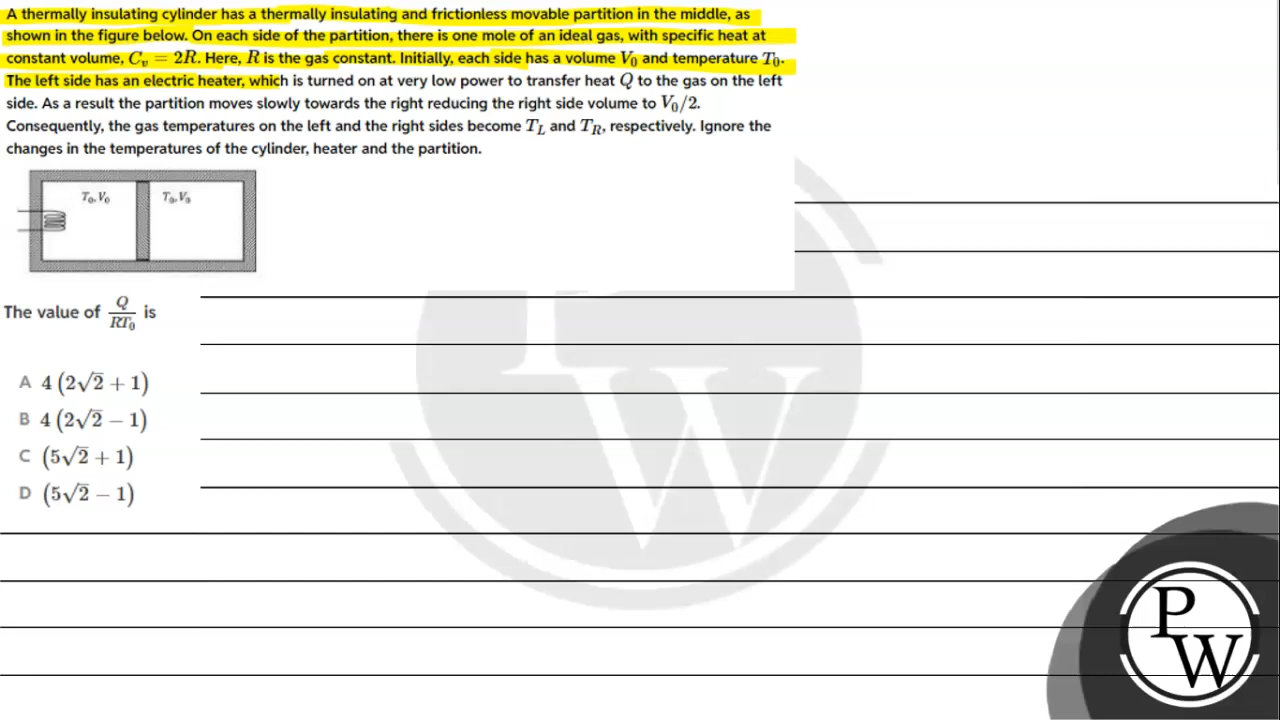 A thermally insulating cylinder has a thermally insulating and frictionless movable partition in the middle, as
shown in the figure below. On each side of the partition, there is one mole of an ideal gas, with specific heat at
constant volume, Cᵥ = 2R. Here, R is the gas constant. Initially, each side has a volume V₀ and temperature T₀.
The left side has an electric heater, which is turned on at very low power to transfer heat Q to the gas on the left
side. As a result the partition moves slowly towards the right reducing the right side volume to V₀/2.
Consequently, the gas temperatures on the left and the right sides become T_L and T_R, respectively. Ignore the
changes in the temperatures of the cylinder, heater and the partition.
T₀, V₀ T₀, V₀
The value of Q/RT₀ is
A 4(2√2 + 1)
B 4(2√2 − 1)
C (5√2 + 1)
D (5√2 − 1)
W
P
W